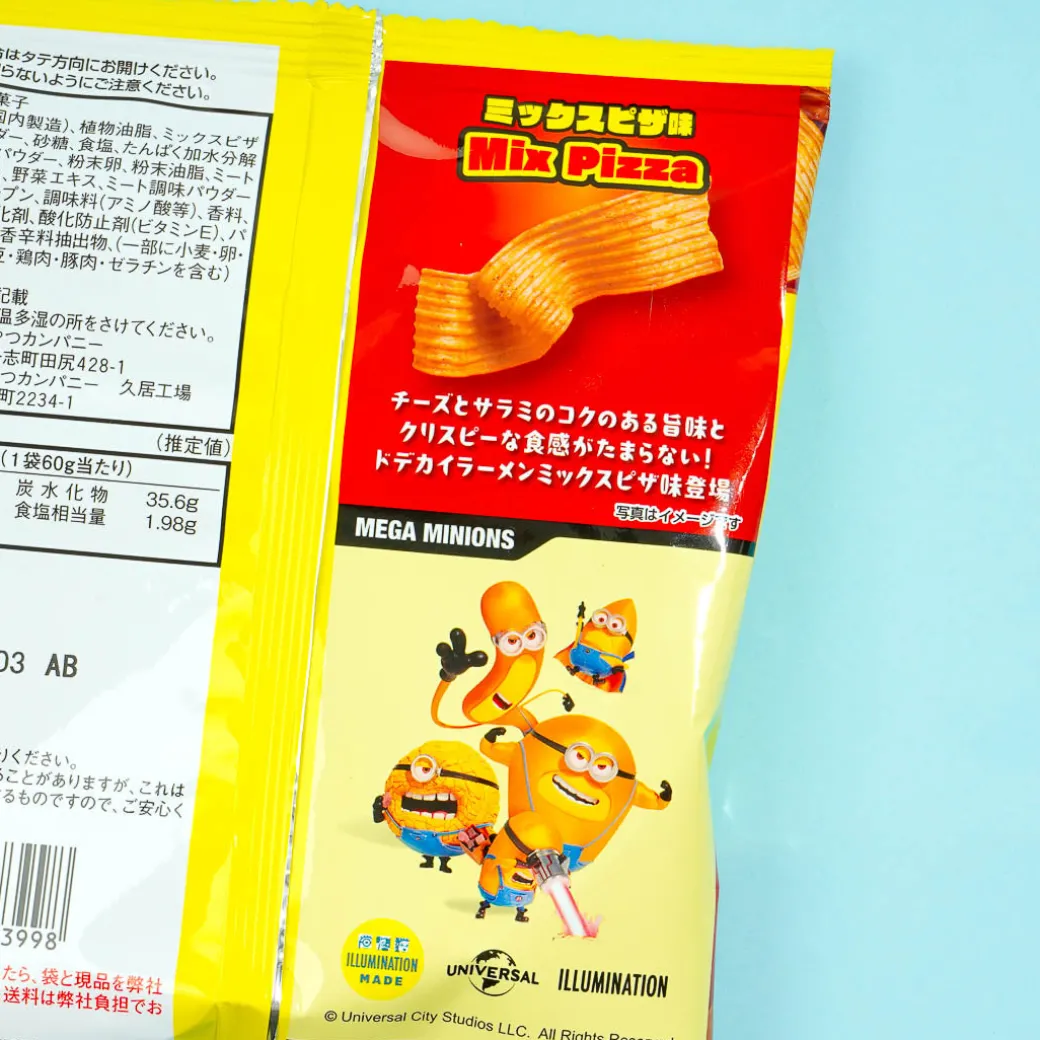 はタテ方向にお開けください。
らないようにご注意ください。
菓子
国内製造)、植物油脂、ミックスピザ
ダー、砂糖、食塩、たんぱく加水分解
パウダー、粉末卵、粉末油脂、ミート
、野菜エキス、ミート調味パウダー
ープン、調味料(アミノ酸等)、香料、
化剤、酸化防止剤(ビタミンE)、パ
香辛料抽出物、(一部に小麦・卵・
豆・鶏肉・豚肉・ゼラチンを含む)
記載
温多湿の所をさけてください。
つカンパニー
志町田尻428-1
つカンパニー 久居工場
町2234-1
(推定値)
(1袋60g当たり)
炭水化物 35.6g
食塩相当量 1.98g
03 AB
りください。
ることがありますが、これは
るものですので、ご安心く
3998
たら、袋と現品を弊社
送料は弊社負担でお
ミックスピザ味
Mix Pizza
チーズとサラミのコクのある旨味と
クリスピーな食感がたまらない!
ドデカイラーメンミックスピザ味登場
写真はイメージです
MEGA MINIONS
ILLUMINATION
MADE
UNIVERSAL
ILLUMINATION
© Universal City Studios LLC. All Rights Reserved